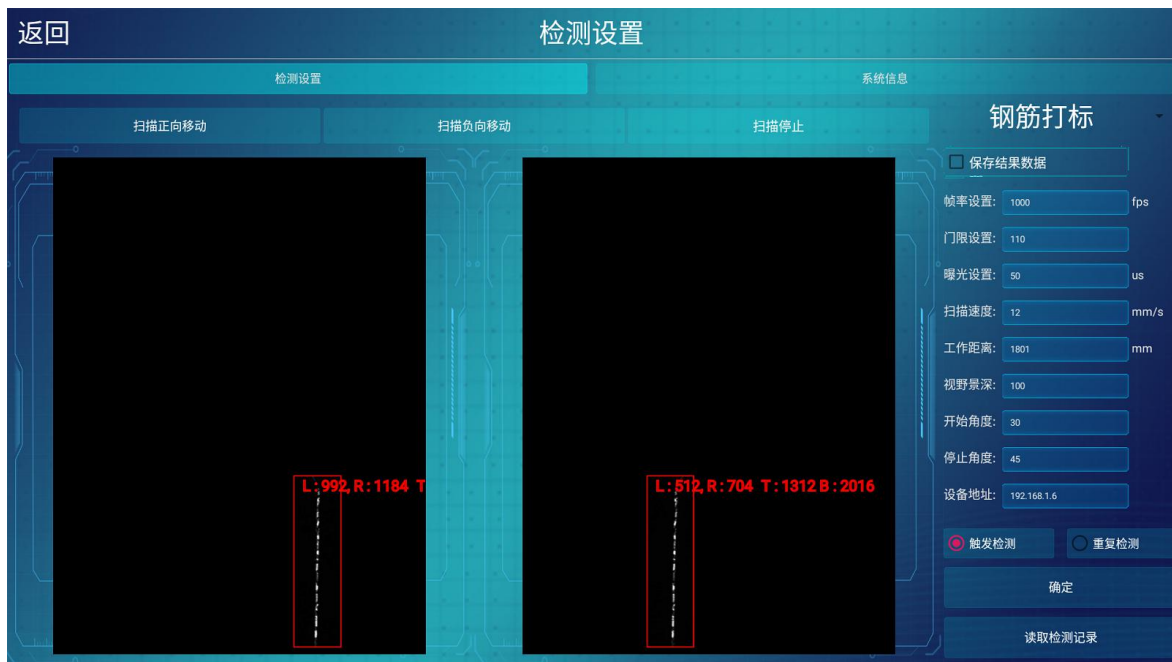 返回
检测设置
检测设置
系统信息
扫描正向移动
扫描负向移动
扫描停止
钢筋打标
保存结果数据
帧率设置: 1000 fps
门限设置: 110
曝光设置: 50 us
扫描速度: 12 mm/s
工作距离: 1801 mm
视野景深: 100
开始角度: 30
停止角度: 45
设备地址: 192.168.1.6
触发检测
重复检测
确定
读取检测记录
L:992,R:1184 T
L:512,R:704 T:1312 B:2016